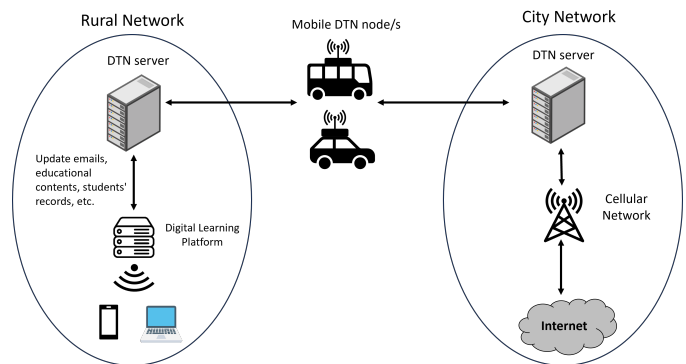 Rural Network
Mobile DTN node/s
City Network
DTN server
DTN server
Update emails,
educational
contents, students'
records, etc.
Digital Learning
Platform
Cellular
Network
Internet